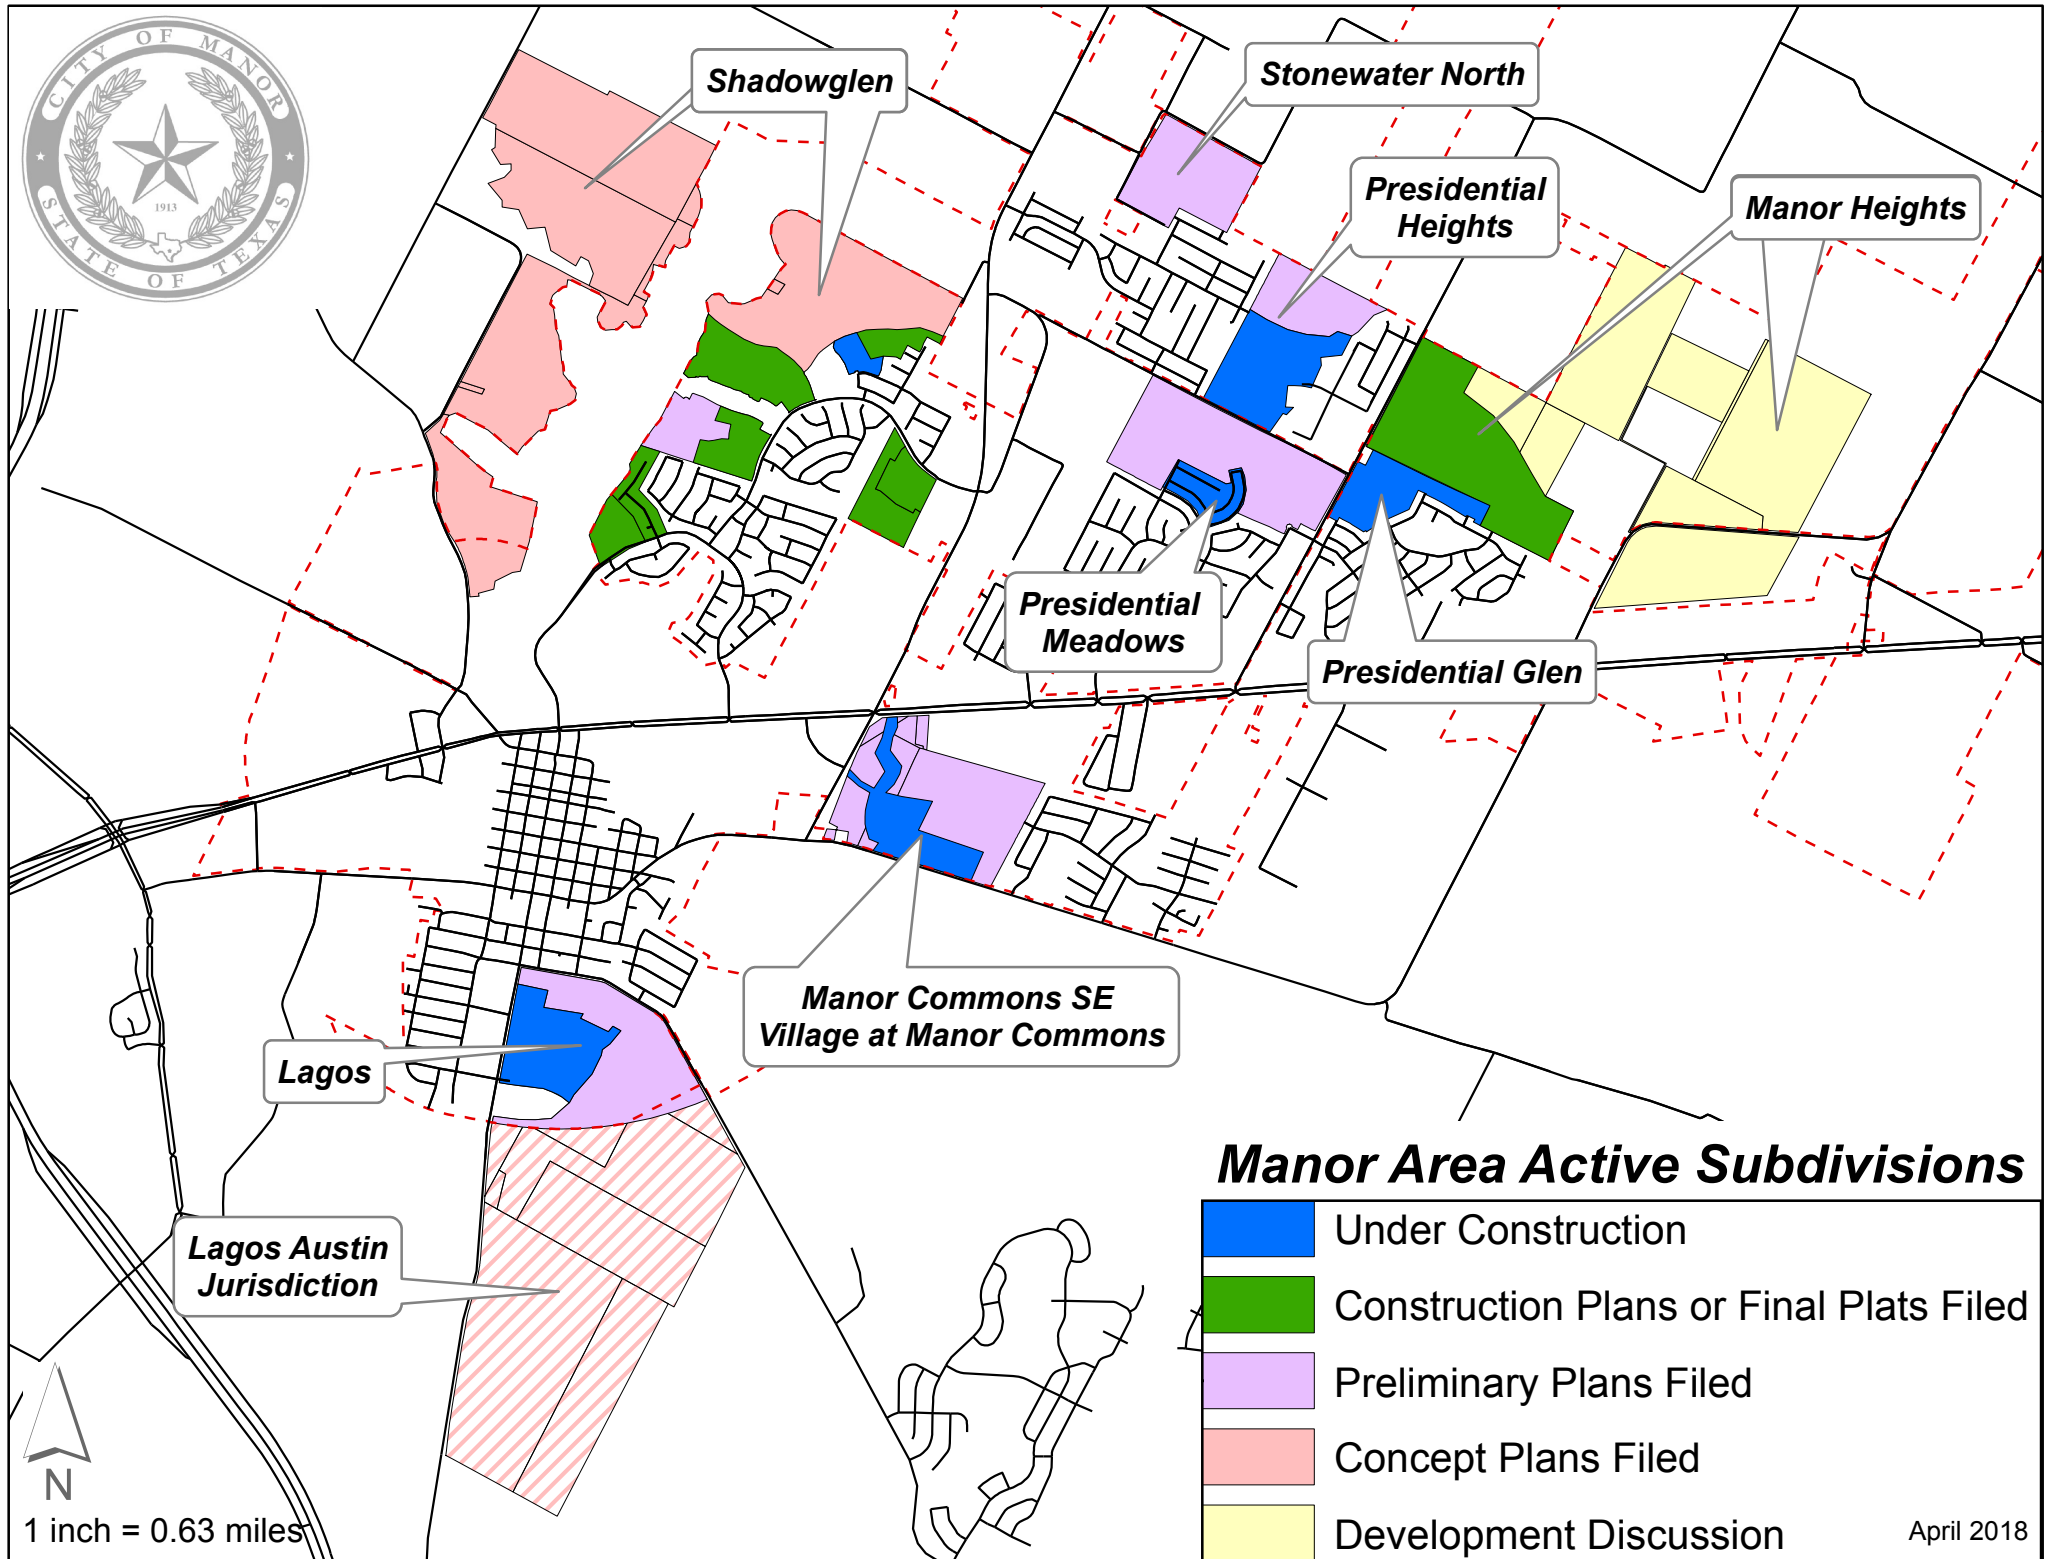 CITY OF MANOR
1913
STATE OF TEXAS
Shadowglen
Stonewater North
Presidential
Heights
Manor Heights
Presidential
Meadows
Presidential Glen
Manor Commons SE
Village at Manor Commons
Lagos
Lagos Austin
Jurisdiction
Manor Area Active Subdivisions
Under Construction
Construction Plans or Final Plats Filed
Preliminary Plans Filed
Concept Plans Filed
Development Discussion
April 2018
N
1 inch = 0.63 miles